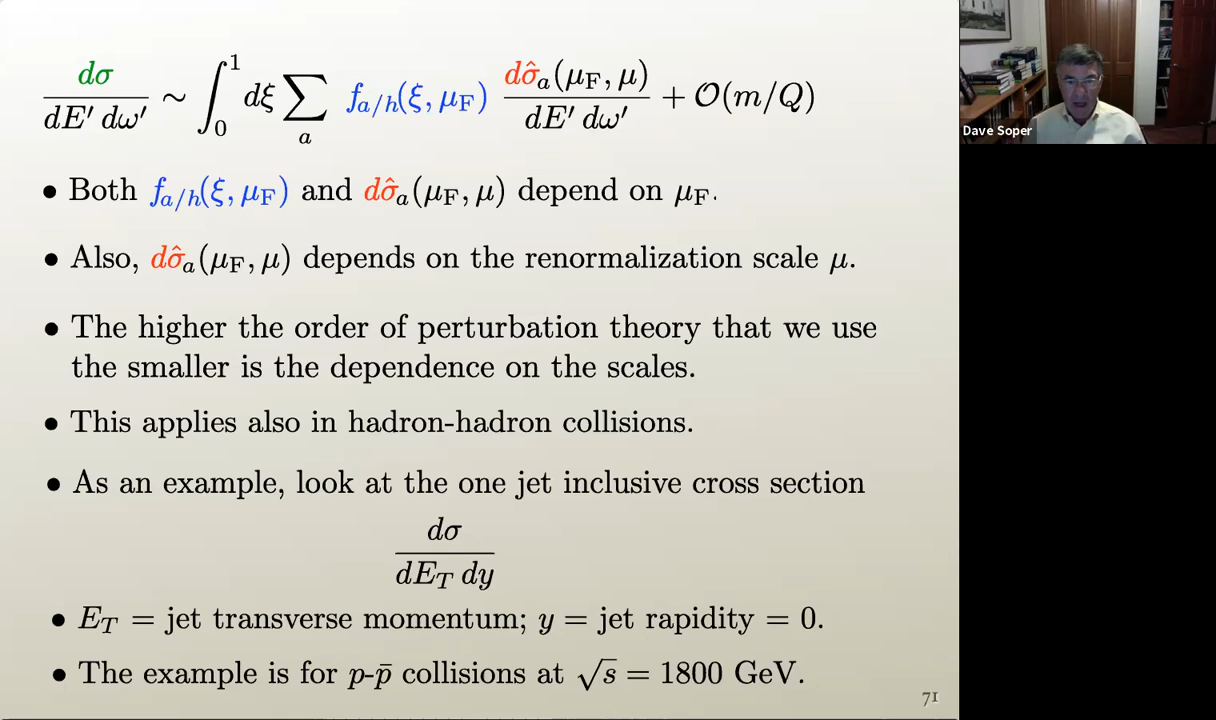 dσ/dE′ dω′ ∼ ∫₀¹ dξ ∑ₐ f_{a/h}(ξ, μ_F) dσ̂ₐ(μ_F, μ)/dE′ dω′ + 𝒪(m/Q)
Dave Soper
• Both f_{a/h}(ξ, μ_F) and dσ̂ₐ(μ_F, μ) depend on μ_F.
• Also, dσ̂ₐ(μ_F, μ) depends on the renormalization scale μ.
• The higher the order of perturbation theory that we use
the smaller is the dependence on the scales.
• This applies also in hadron-hadron collisions.
• As an example, look at the one jet inclusive cross section
dσ/dE_T dy
• E_T = jet transverse momentum; y = jet rapidity = 0.
• The example is for p-p̄ collisions at √s = 1800 GeV.
71